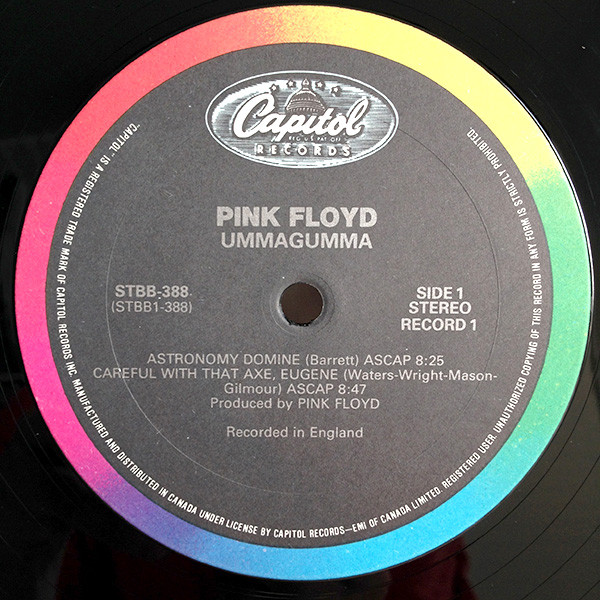 Capitol
REG. U.S. PAT. OFF.
RECORDS
PINK FLOYD
UMMAGUMMA
STBB-388
(STBB1-388)
SIDE 1
STEREO
RECORD 1
ASTRONOMY DOMINE (Barrett) ASCAP 8:25
CAREFUL WITH THAT AXE, EUGENE (Waters-Wright-Mason-
Gilmour) ASCAP 8:47
Produced by PINK FLOYD
Recorded in England
"CAPITOL" IS A REGISTERED TRADE MARK OF CAPITOL RECORDS INC. MANUFACTURED AND DISTRIBUTED IN CANADA UNDER LICENSE BY CAPITOL RECORDS—EMI OF CANADA LIMITED. REGISTERED USER. UNAUTHORIZED COPYING OF THIS RECORD IN ANY FORM IS STRICTLY PROHIBITED.